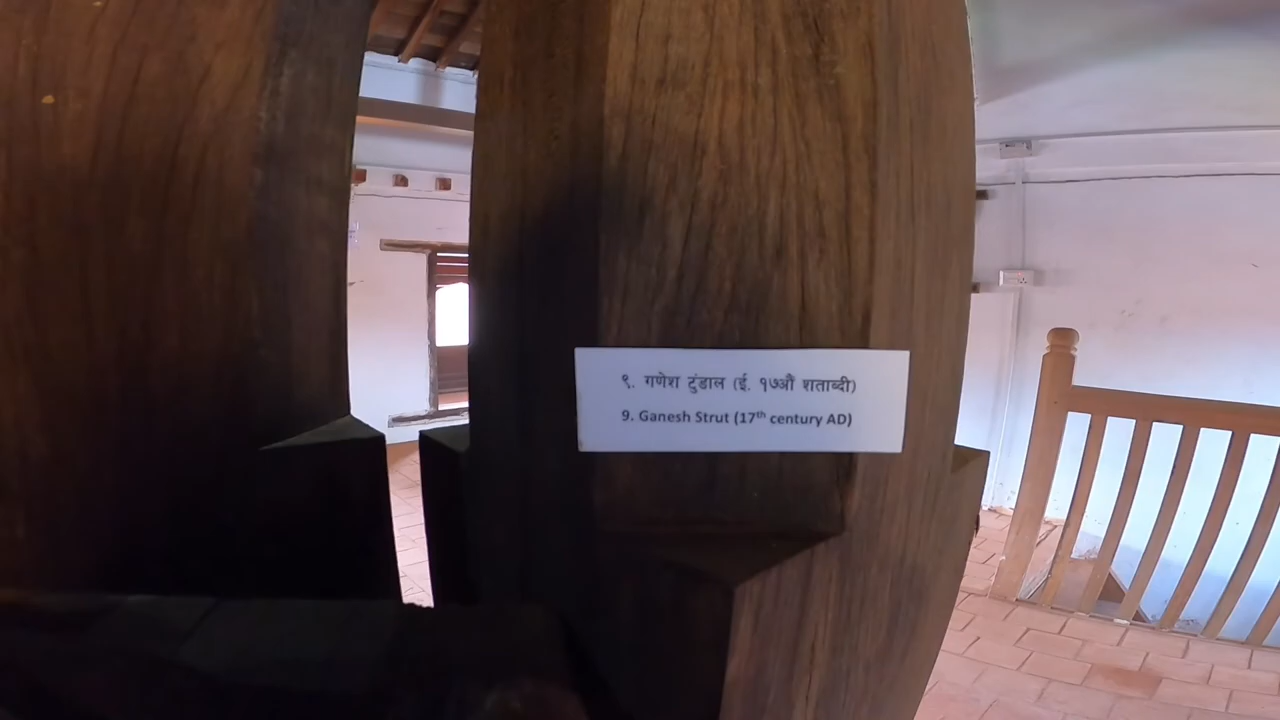 ९. गणेश टुंडाल (ई. १७औं शताब्दी)
9. Ganesh Strut (17th century AD)